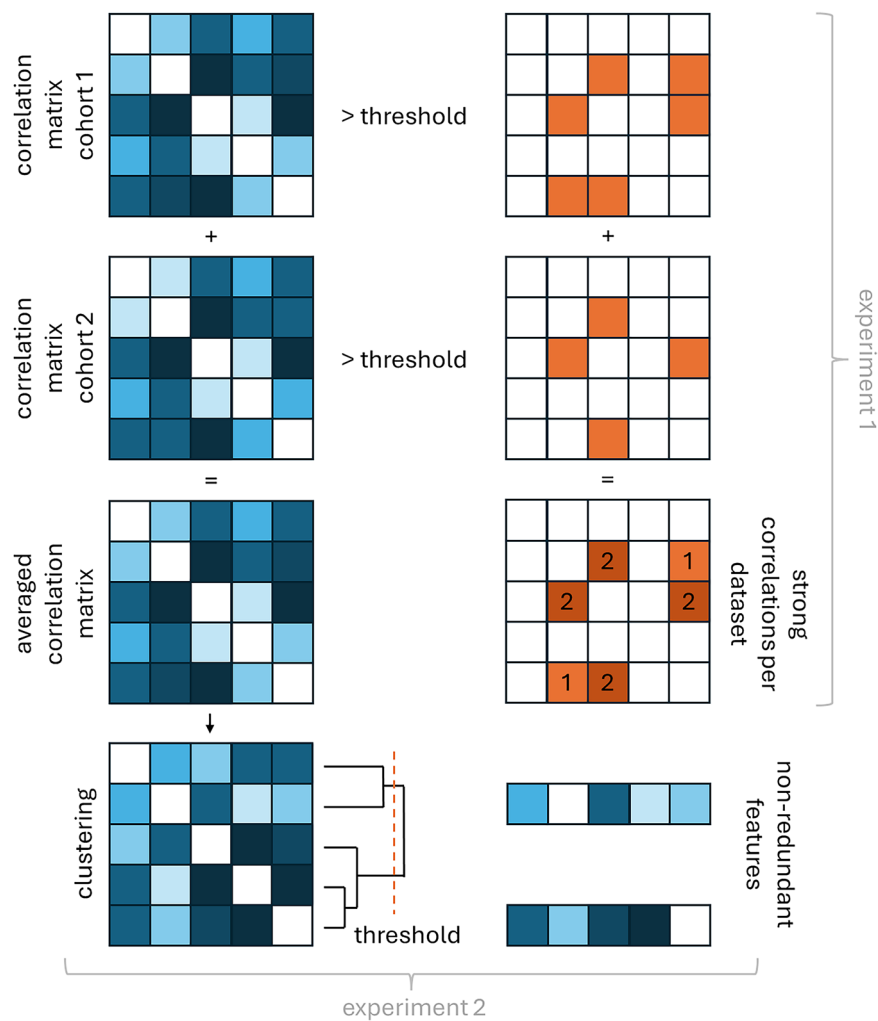 correlation
matrix
cohort 1
> threshold
+
+
correlation
matrix
cohort 2
> threshold
experiment 1
=
=
averaged
correlation
matrix
2
1
2
2
1
2
strong
correlations per
dataset
clustering
threshold
non-redundant
features
experiment 2